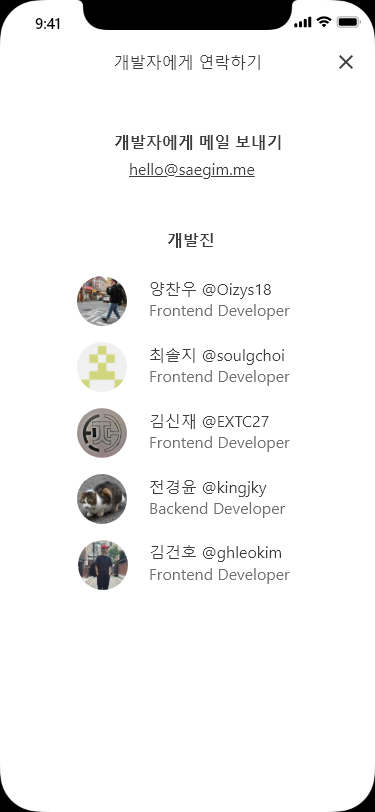 9:41
개발자에게 연락하기
개발자에게 메일 보내기
hello@saegim.me
개발진
양찬우 @Oizys18
Frontend Developer
최솔지 @soulgchoi
Frontend Developer
김신재 @EXTC27
Frontend Developer
전경윤 @kingjky
Backend Developer
김건호 @ghleokim
Frontend Developer